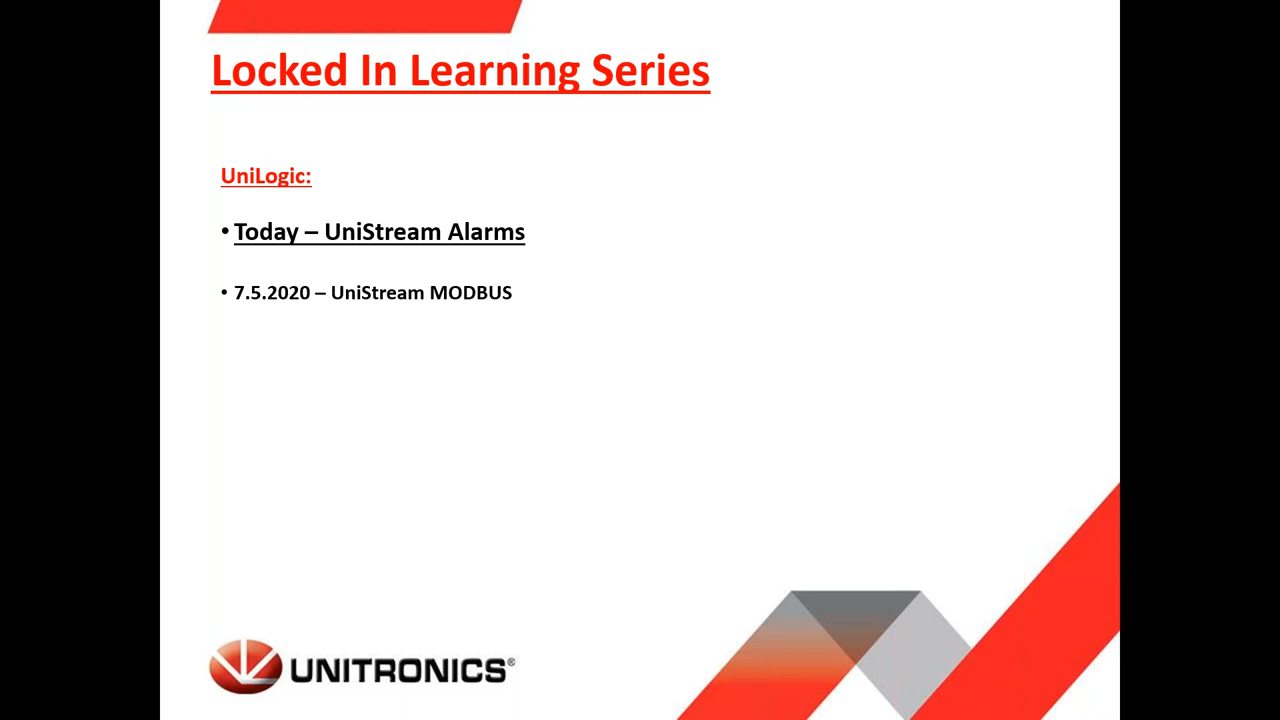 Locked In Learning Series
UniLogic:
• Today – UniStream Alarms
• 7.5.2020 – UniStream MODBUS
UNITRONICS®